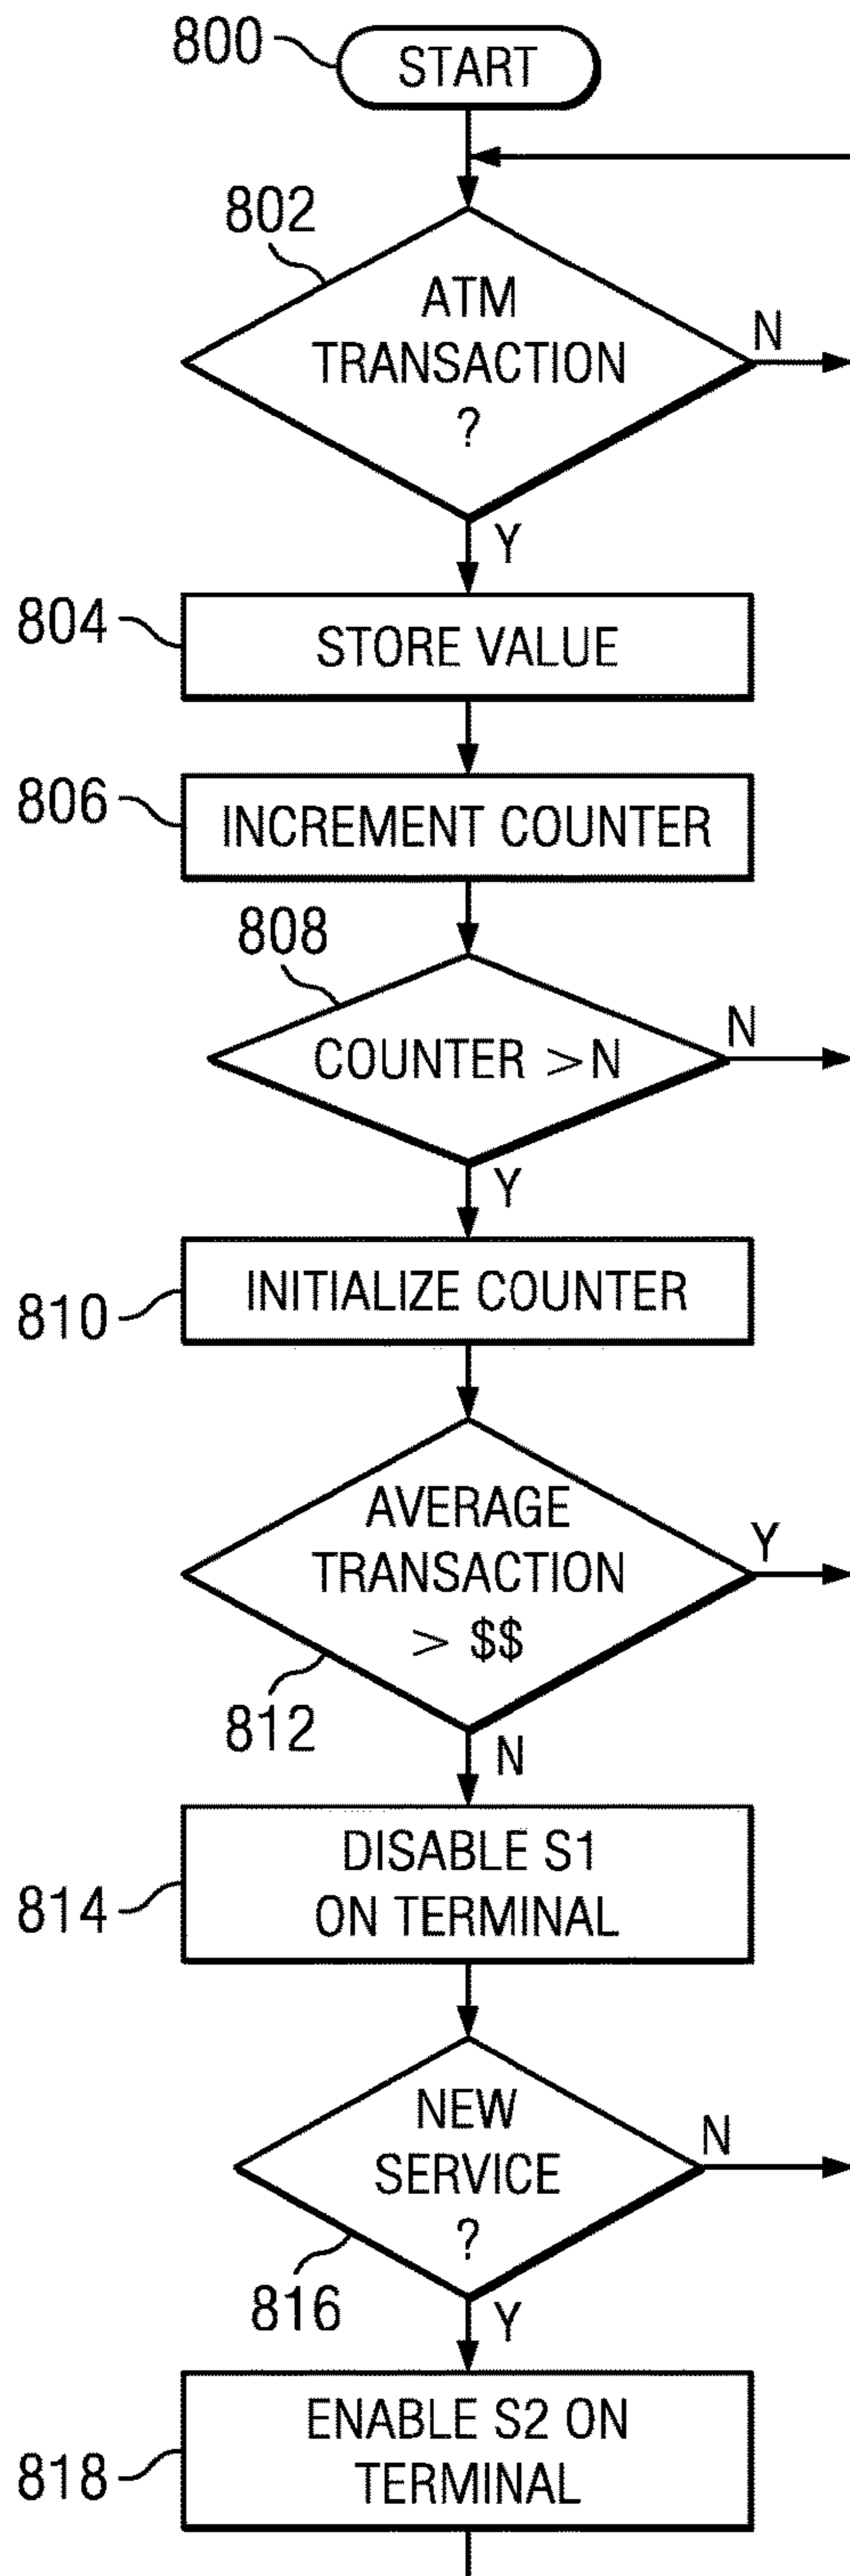 800
START
802
ATM
TRANSACTION
?
N
Y
804
STORE VALUE
806
INCREMENT COUNTER
808
COUNTER >N
N
Y
810
INITIALIZE COUNTER
AVERAGE
TRANSACTION
> $$
Y
812
N
814
DISABLE S1
ON TERMINAL
NEW
SERVICE
?
N
816
Y
818
ENABLE S2 ON
TERMINAL